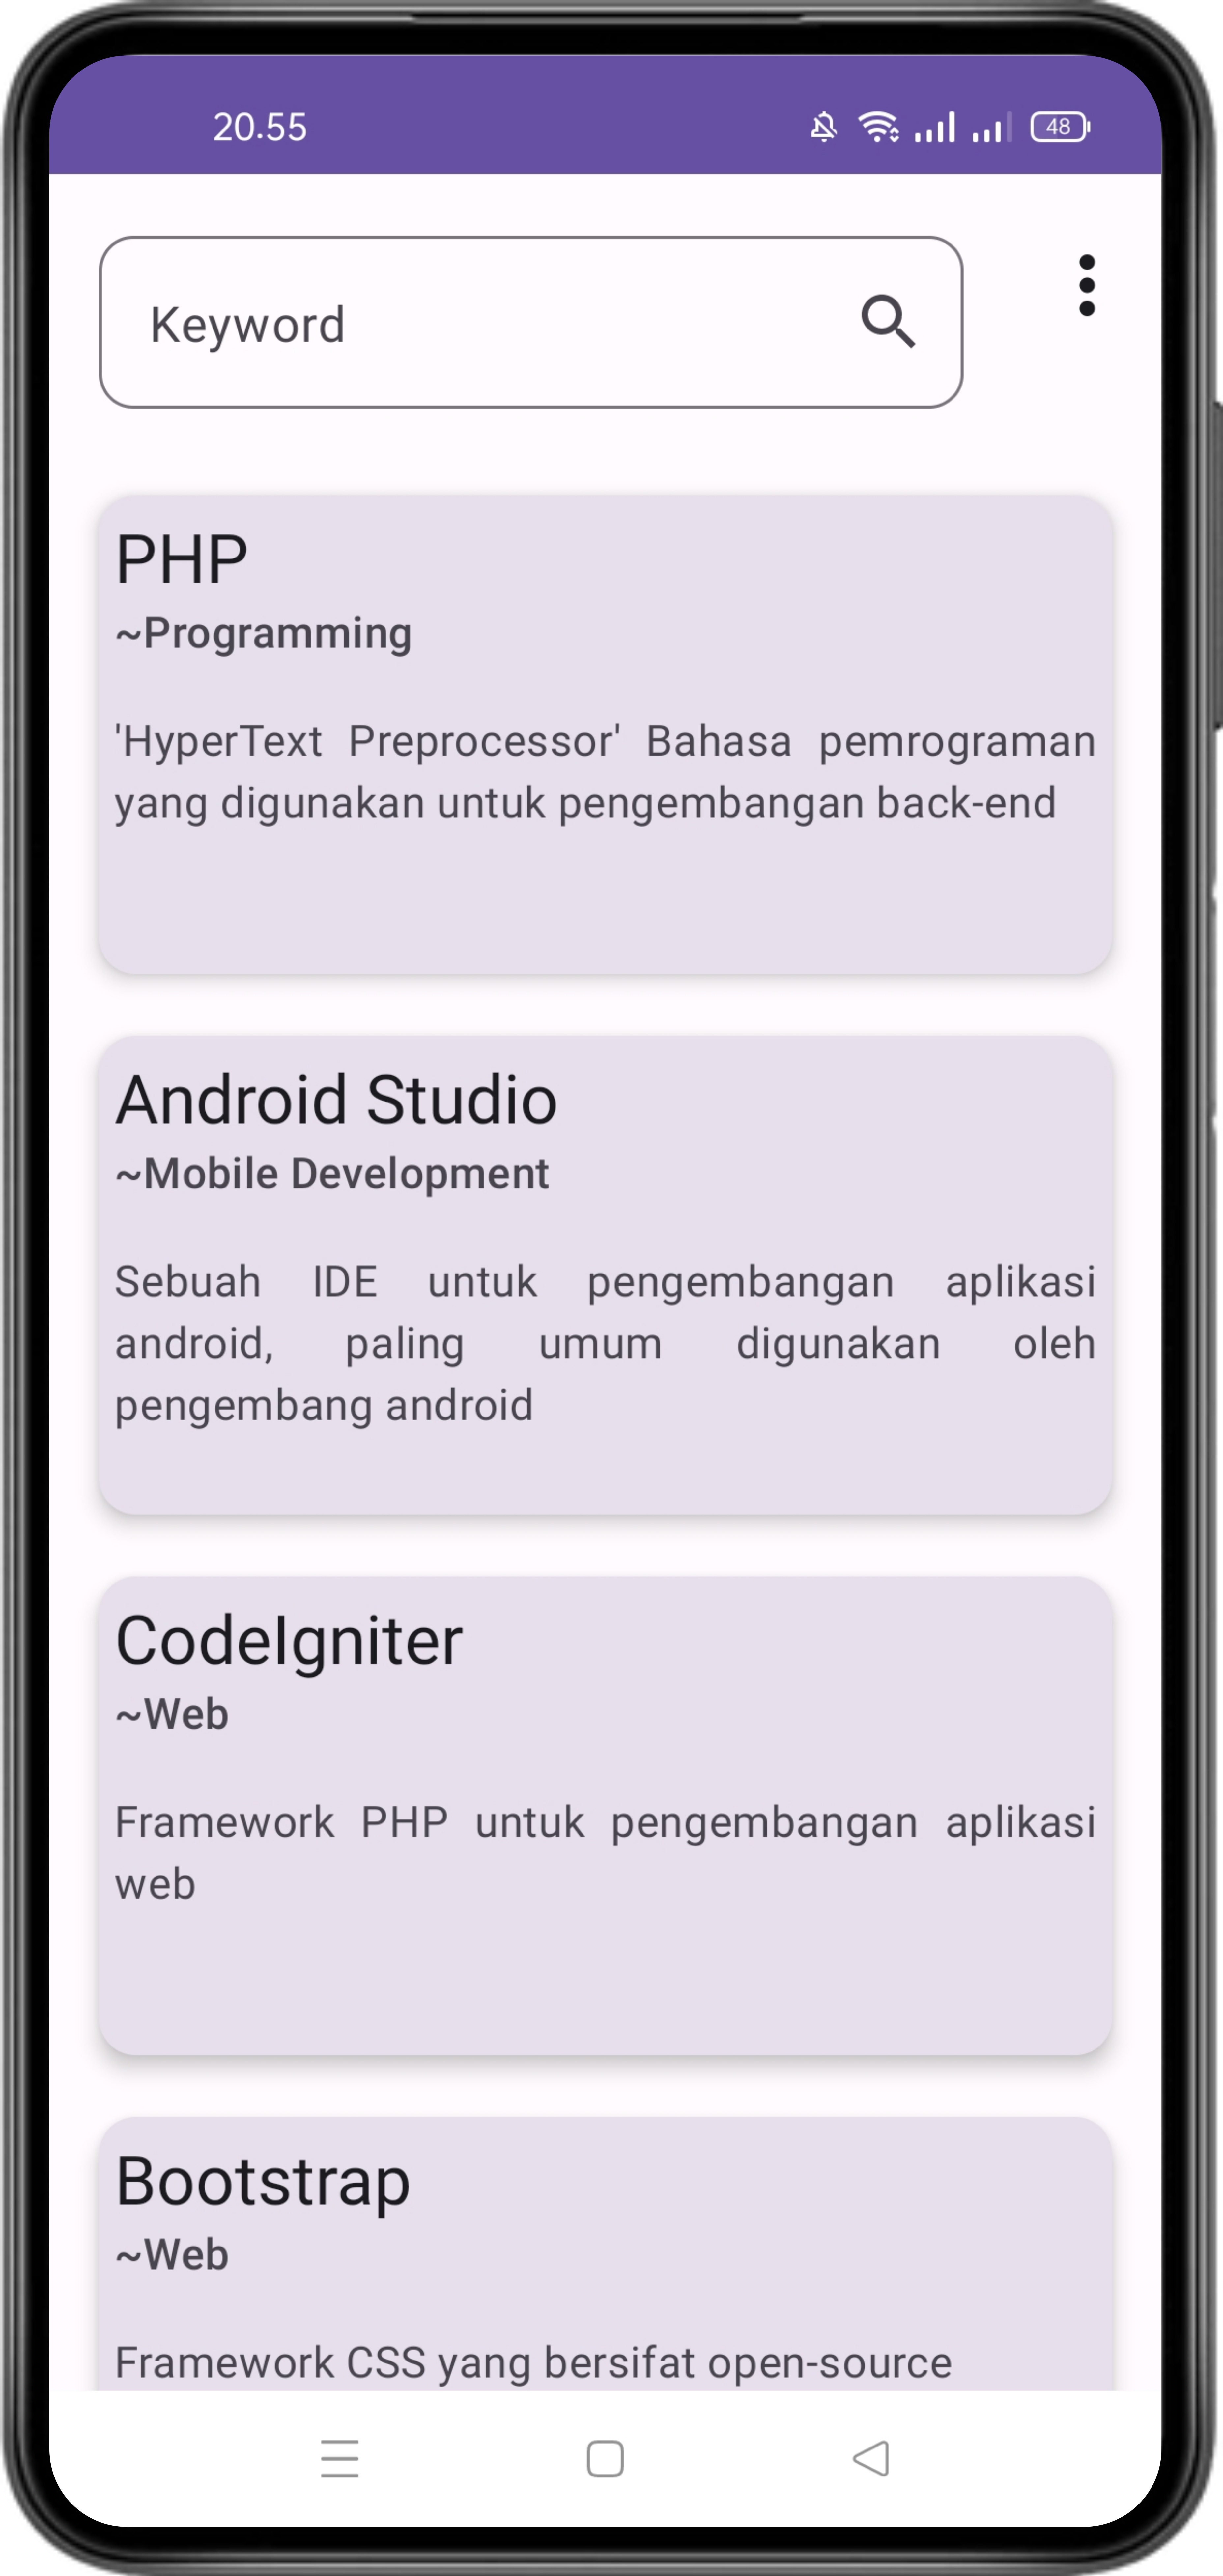 20.55
48
Keyword
PHP
~Programming
'HyperText Preprocessor' Bahasa pemrograman
yang digunakan untuk pengembangan back-end
Android Studio
~Mobile Development
Sebuah IDE untuk pengembangan aplikasi
android, paling umum digunakan oleh
pengembang android
CodeIgniter
~Web
Framework PHP untuk pengembangan aplikasi
web
Bootstrap
~Web
Framework CSS yang bersifat open-source